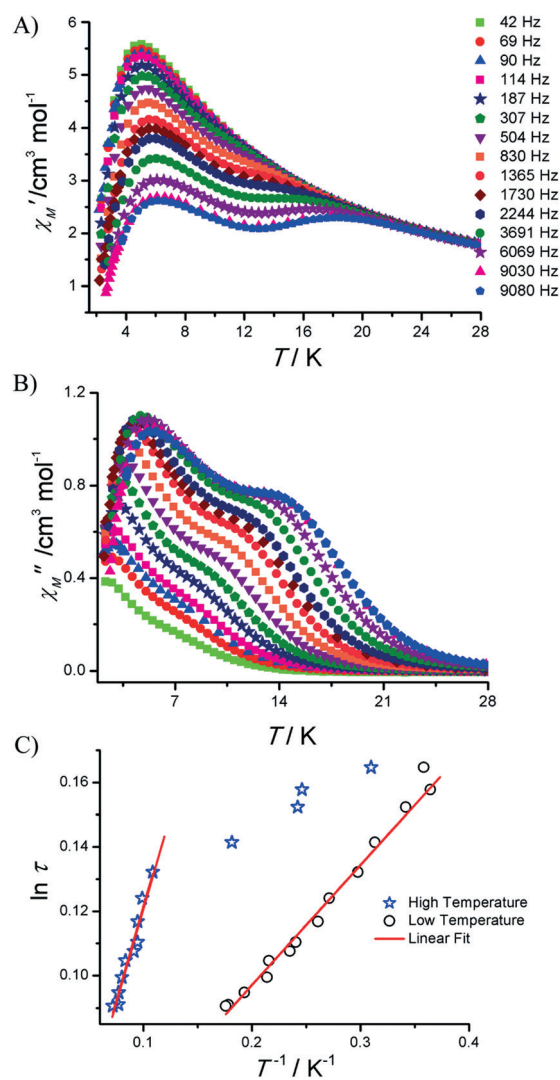 A)
χM′/cm³ mol⁻¹
6
5
4
3
2
1
4 8 12 16 20 24 28
T / K
42 Hz
69 Hz
90 Hz
114 Hz
187 Hz
307 Hz
504 Hz
830 Hz
1365 Hz
1730 Hz
2244 Hz
3691 Hz
6069 Hz
9030 Hz
9080 Hz
B)
χM″ /cm³ mol⁻¹
1.2
0.8
0.4
0.0
7 14 21 28
T / K
C)
ln τ
0.16
0.14
0.12
0.10
High Temperature
Low Temperature
Linear Fit
0.1 0.2 0.3 0.4
T⁻¹ / K⁻¹